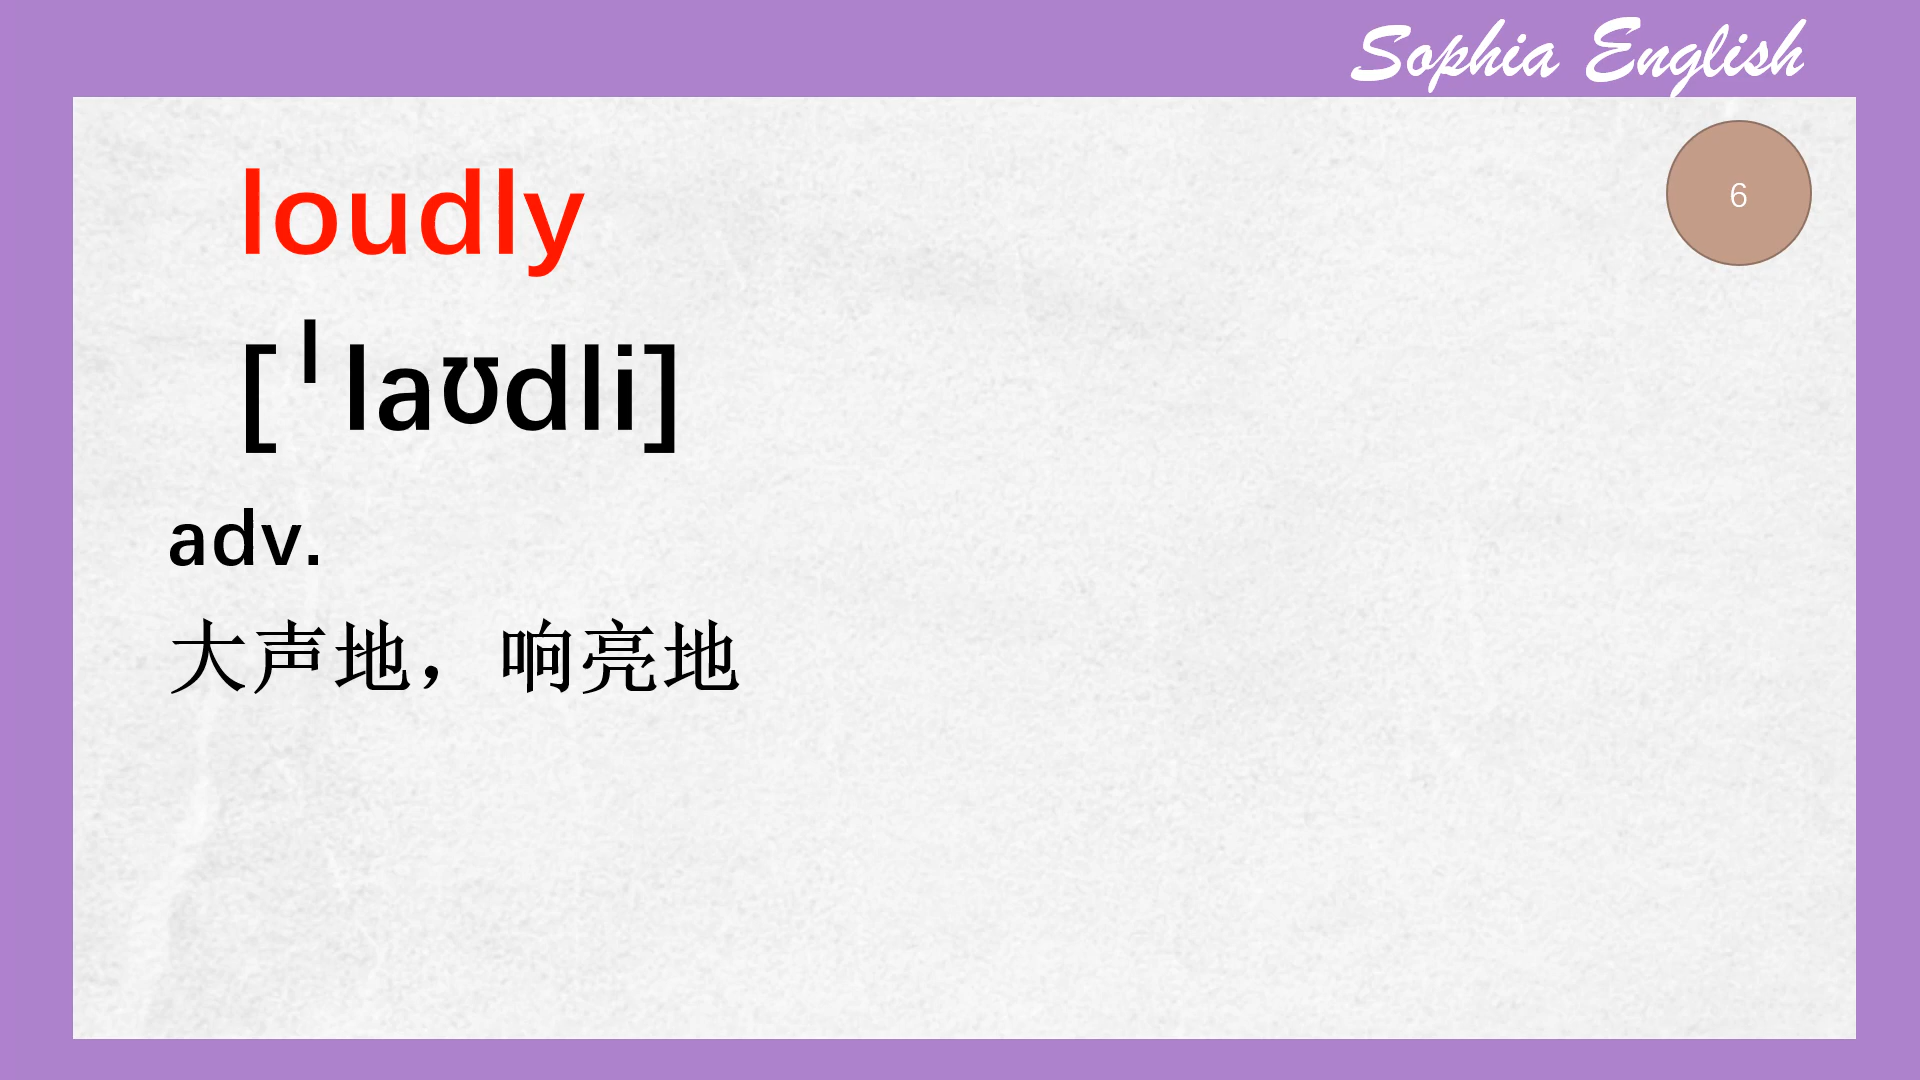 Sophia English
6
loudly
[ˈlaʊdli]
adv.
大声地，响亮地